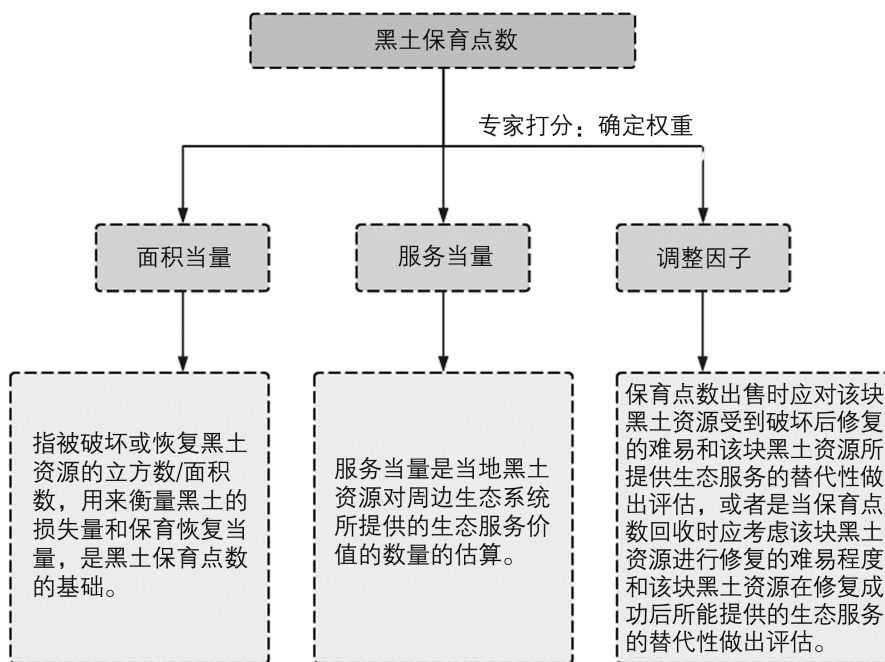 黑土保育点数
专家打分：确定权重
面积当量
服务当量
调整因子
指被破坏或恢复黑土
资源的立方数/面积
数，用来衡量黑土的
损失量和保育恢复当
量，是黑土保育点数
的基础。
服务当量是当地黑土
资源对周边生态系统
所提供的生态服务价
值的数量的估算。
保育点数出售时应对该块
黑土资源受到破坏后修复
的难易和该块黑土资源所
提供生态服务的替代性做
出评估，或者是当保育点
数回收时应考虑该块黑土
资源进行修复的难易程度
和该块黑土资源在修复成
功后所能提供的生态服务
的替代性做出评估。